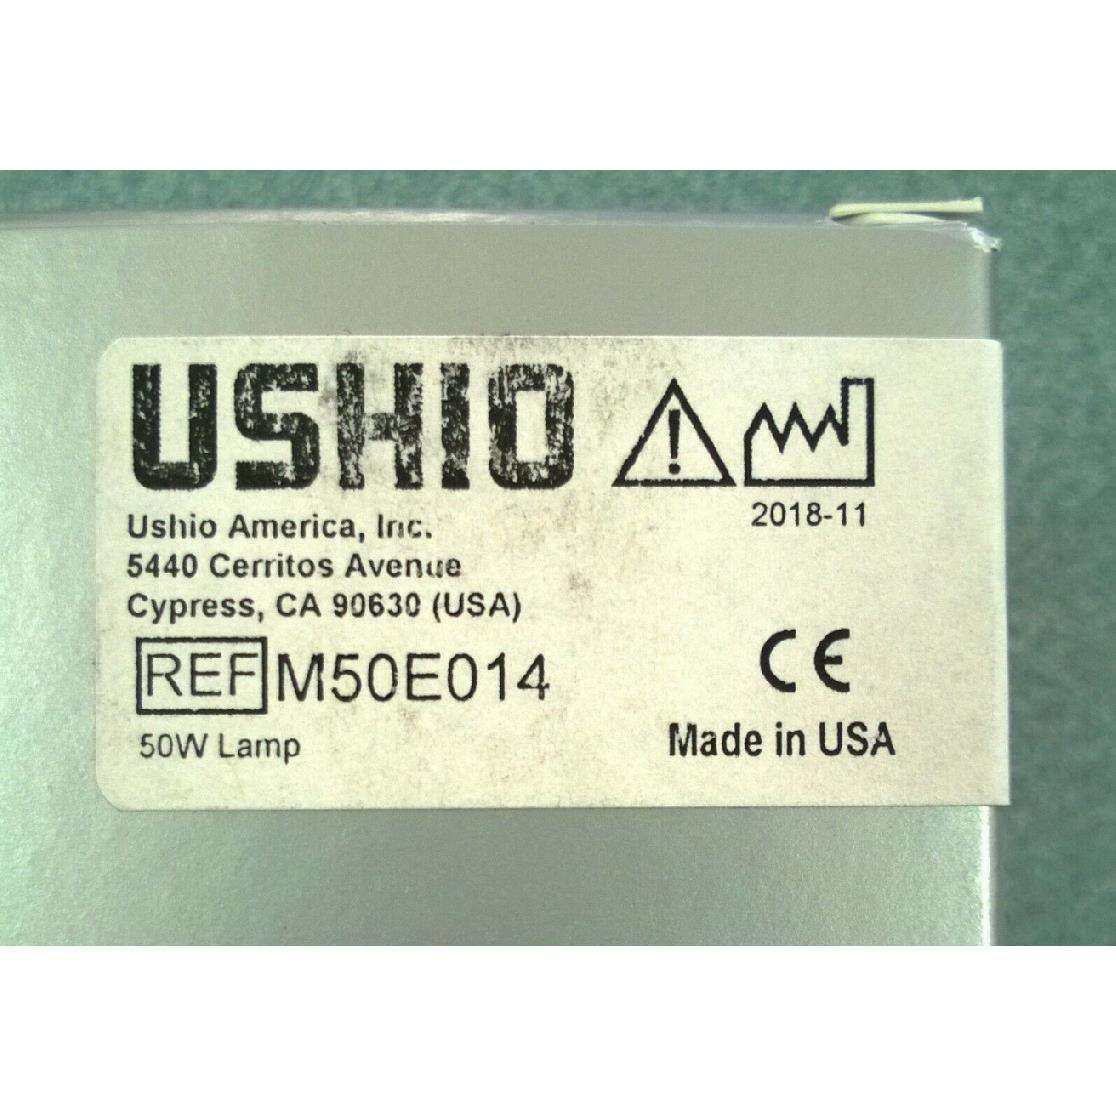 USHIO
2018-11
Ushio America, Inc.
5440 Cerritos Avenue
Cypress, CA 90630 (USA)
REF M50E014
CE
50W Lamp
Made in USA